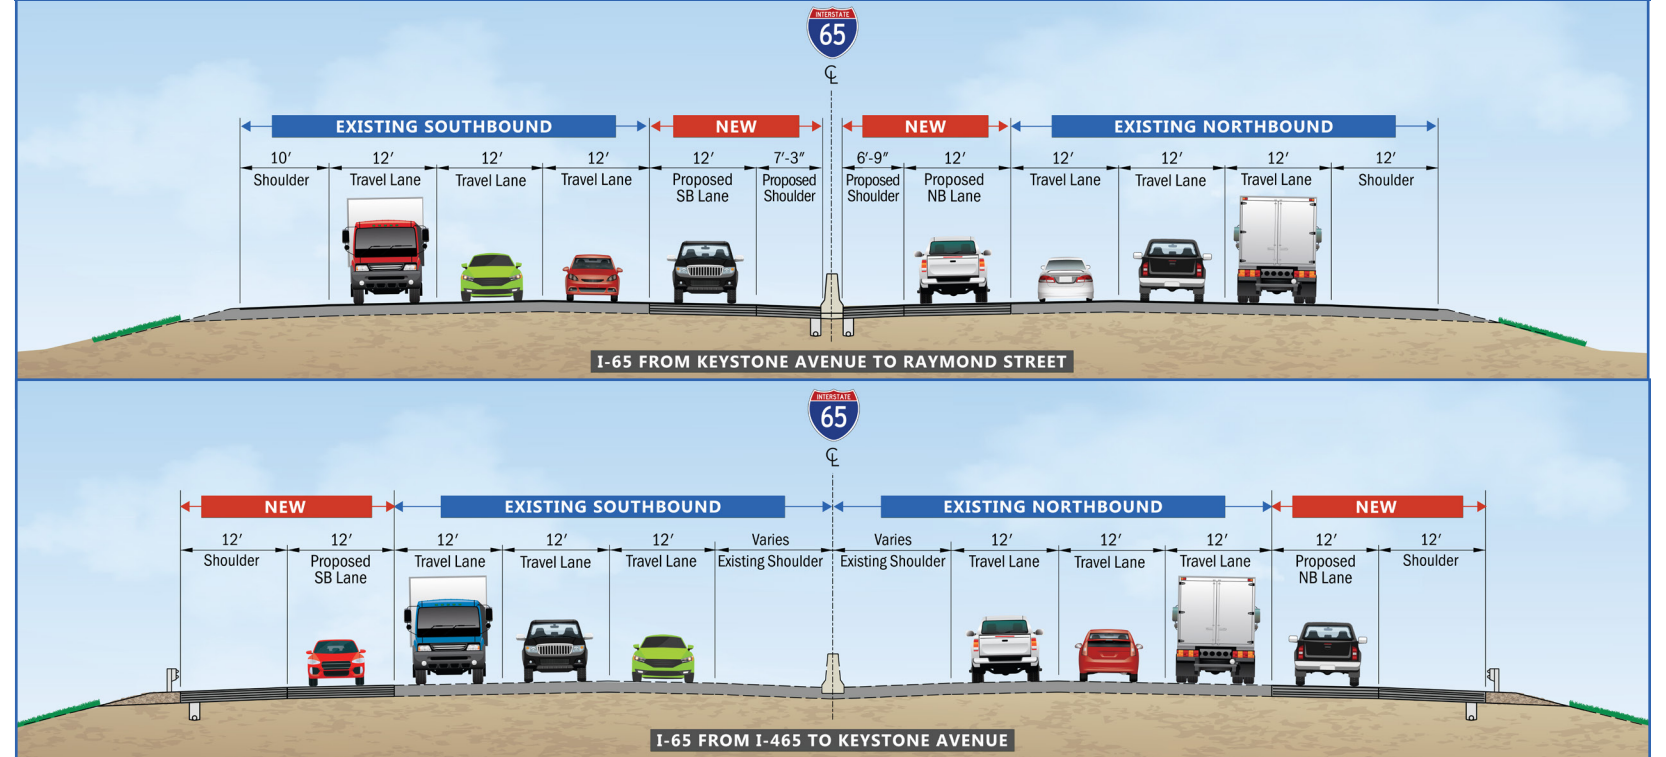 INTERSTATE
65
CL
EXISTING SOUTHBOUND
NEW
NEW
EXISTING NORTHBOUND
10′
12′
12′
12′
12′
7′-3″
6′-9″
12′
12′
12′
12′
12′
Shoulder
Travel Lane
Travel Lane
Travel Lane
Proposed
SB Lane
Proposed
Shoulder
Proposed
Shoulder
Proposed
NB Lane
Travel Lane
Travel Lane
Travel Lane
Shoulder
I-65 FROM KEYSTONE AVENUE TO RAYMOND STREET
INTERSTATE
65
CL
NEW
EXISTING SOUTHBOUND
EXISTING NORTHBOUND
NEW
12′
12′
12′
12′
12′
Varies
Varies
12′
12′
12′
12′
12′
Shoulder
Proposed
SB Lane
Travel Lane
Travel Lane
Travel Lane
Existing Shoulder
Existing Shoulder
Travel Lane
Travel Lane
Travel Lane
Proposed
NB Lane
Shoulder
I-65 FROM I-465 TO KEYSTONE AVENUE